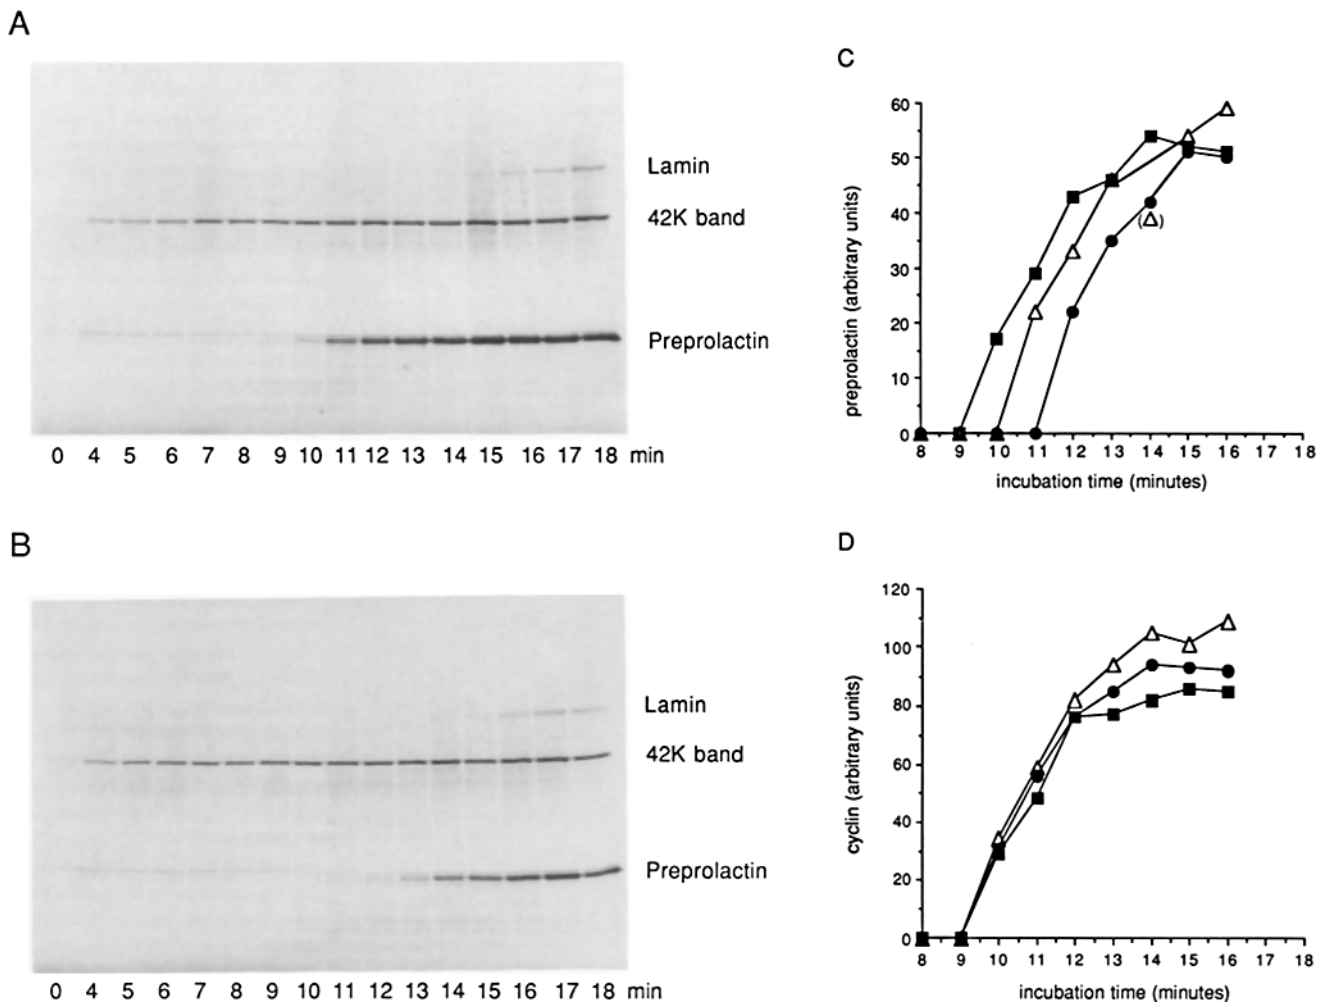 A
Lamin
42K band
Preprolactin
0 4 5 6 7 8 9 10 11 12 13 14 15 16 17 18 min
B
Lamin
42K band
Preprolactin
0 4 5 6 7 8 9 10 11 12 13 14 15 16 17 18 min
C
preprolactin (arbitrary units)
60
50
40
30
20
10
0
(△)
8 9 10 11 12 13 14 15 16 17 18
incubation time (minutes)
D
cyclin (arbitrary units)
120
100
80
60
40
20
0
8 9 10 11 12 13 14 15 16 17 18
incubation time (minutes)